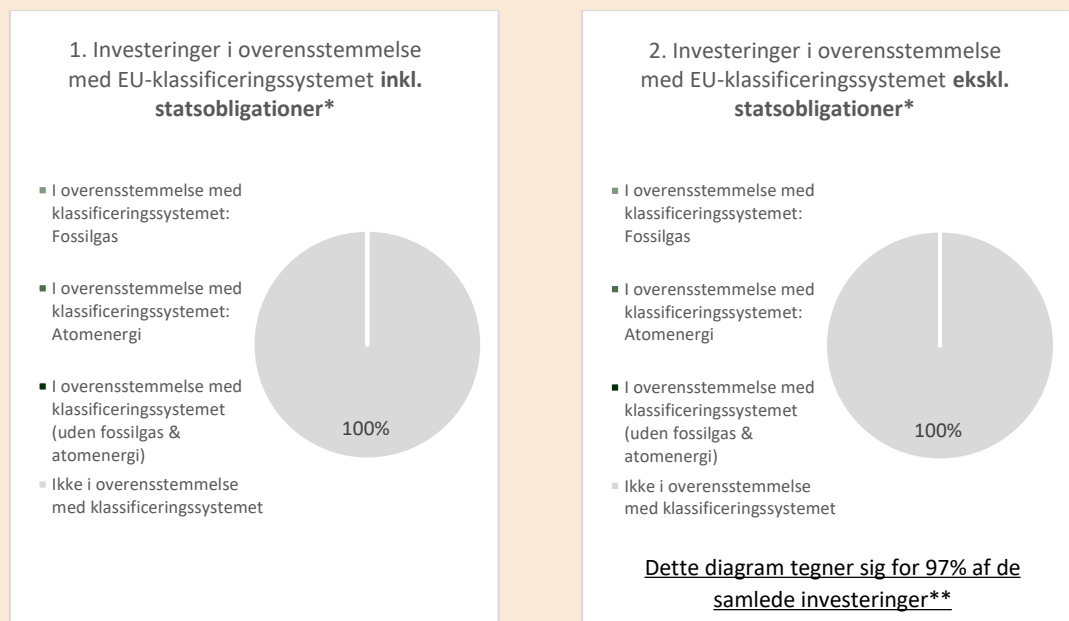 1. Investeringer i overensstemmelse
med EU-klassificeringssystemet inkl.
statsobligationer*
I overensstemmelse med
klassificeringssystemet:
Fossilgas
I overensstemmelse med
klassificeringssystemet:
Atomenergi
I overensstemmelse med
klassificeringssystemet
(uden fossilgas &
atomenergi)
Ikke i overensstemmelse
med klassificeringssystemet
100%
2. Investeringer i overensstemmelse
med EU-klassificeringssystemet ekskl.
statsobligationer*
I overensstemmelse med
klassificeringssystemet:
Fossilgas
I overensstemmelse med
klassificeringssystemet:
Atomenergi
I overensstemmelse med
klassificeringssystemet
(uden fossilgas &
atomenergi)
Ikke i overensstemmelse
med klassificeringssystemet
100%
Dette diagram tegner sig for 97% af de
samlede investeringer**